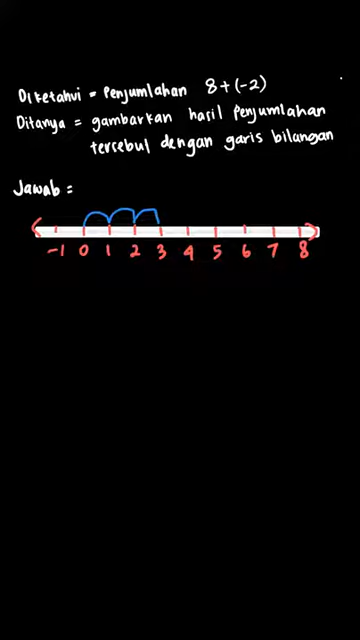 Diketahui = Penjumlahan 8 + (-2)
Ditanya = gambarkan hasil Penjumlahan
tersebut dengan garis bilangan
Jawab =
-1 0 1 2 3 4 5 6 7 8